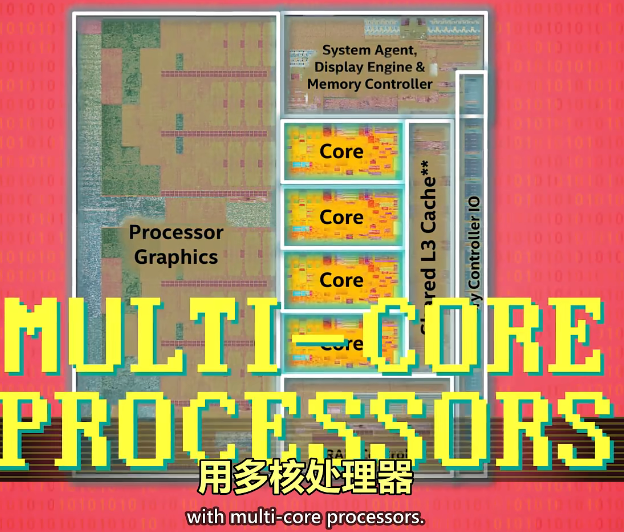 System Agent,
Display Engine &
Memory Controller
Core
Core
Core
Core
Processor
Graphics
L3 Cache**
Controller IO
MULTI-CORE
PROCESSORS
用多核处理器
with multi-core processors.